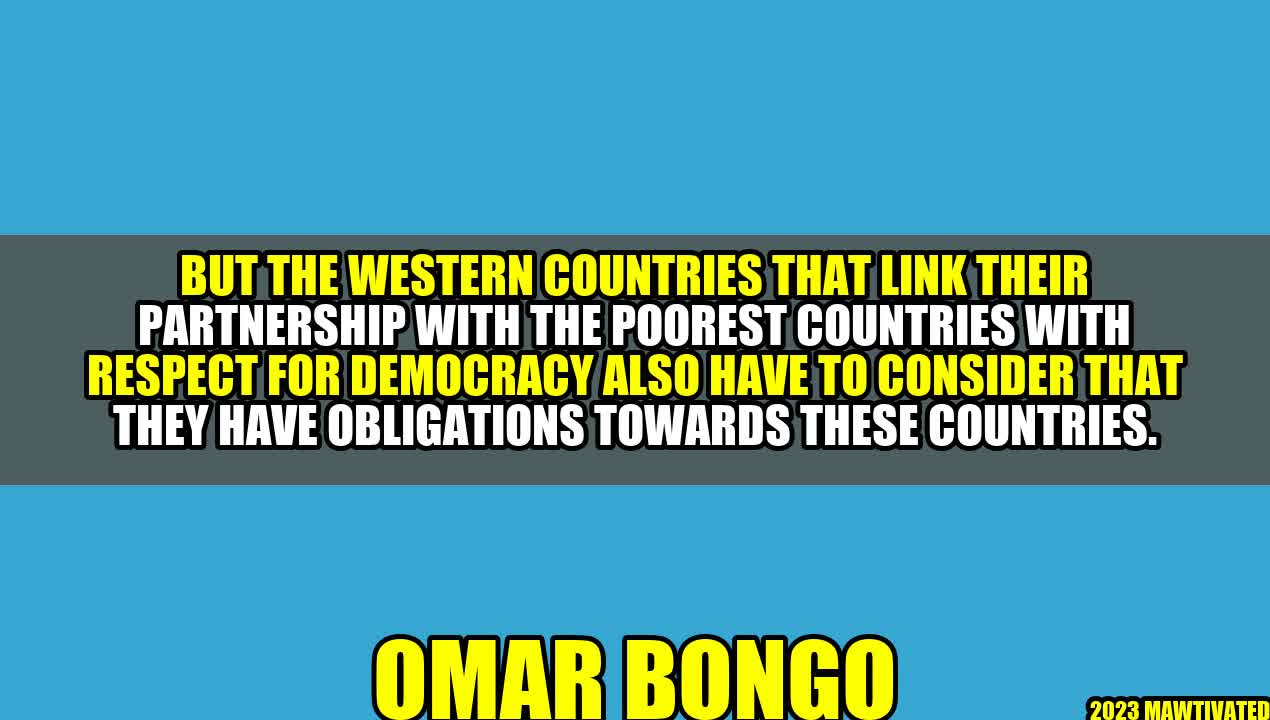 BUT THE WESTERN COUNTRIES THAT LINK THEIR
PARTNERSHIP WITH THE POOREST COUNTRIES WITH
RESPECT FOR DEMOCRACY ALSO HAVE TO CONSIDER THAT
THEY HAVE OBLIGATIONS TOWARDS THESE COUNTRIES.
OMAR BONGO
2023 MAWTIVATED